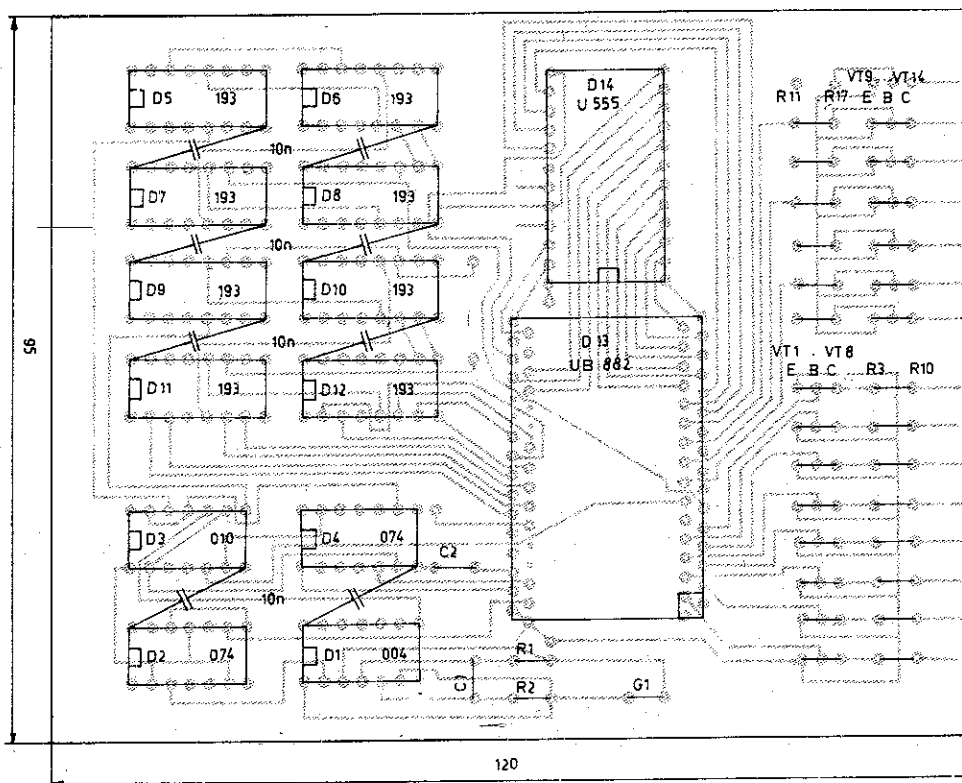 D5 193 D6 193
D14
U 555
VT9 . VT14
R11 R17 E B C
10n
D7 193 D8 193
10n
D9 193 D10 193
10n
D13
UB 882
95
VT1 . VT8
E B C ... R3 R10
D11 193 D12 193
D3 010 D4 074
C2
10n
D2 074 D1 004
R1
C1
R2 G1
120